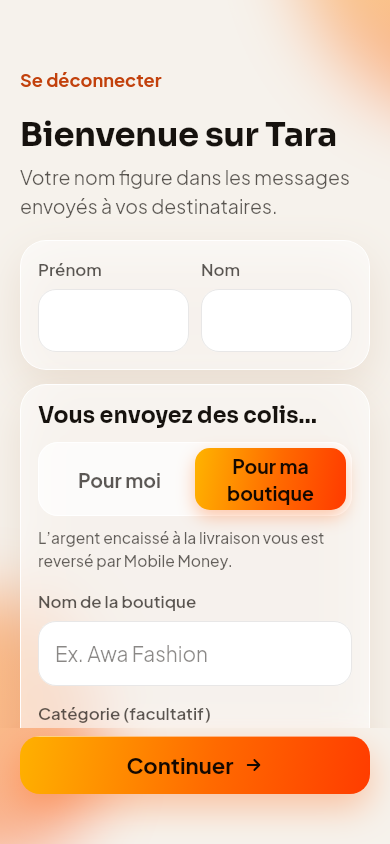 Se déconnecter
Bienvenue sur Tara
Votre nom figure dans les messages
envoyés à vos destinataires.
Prénom
Nom
Vous envoyez des colis…
Pour moi
Pour ma
boutique
L’argent encaissé à la livraison vous est
reversé par Mobile Money.
Nom de la boutique
Ex. Awa Fashion
Catégorie (facultatif)
Continuer →